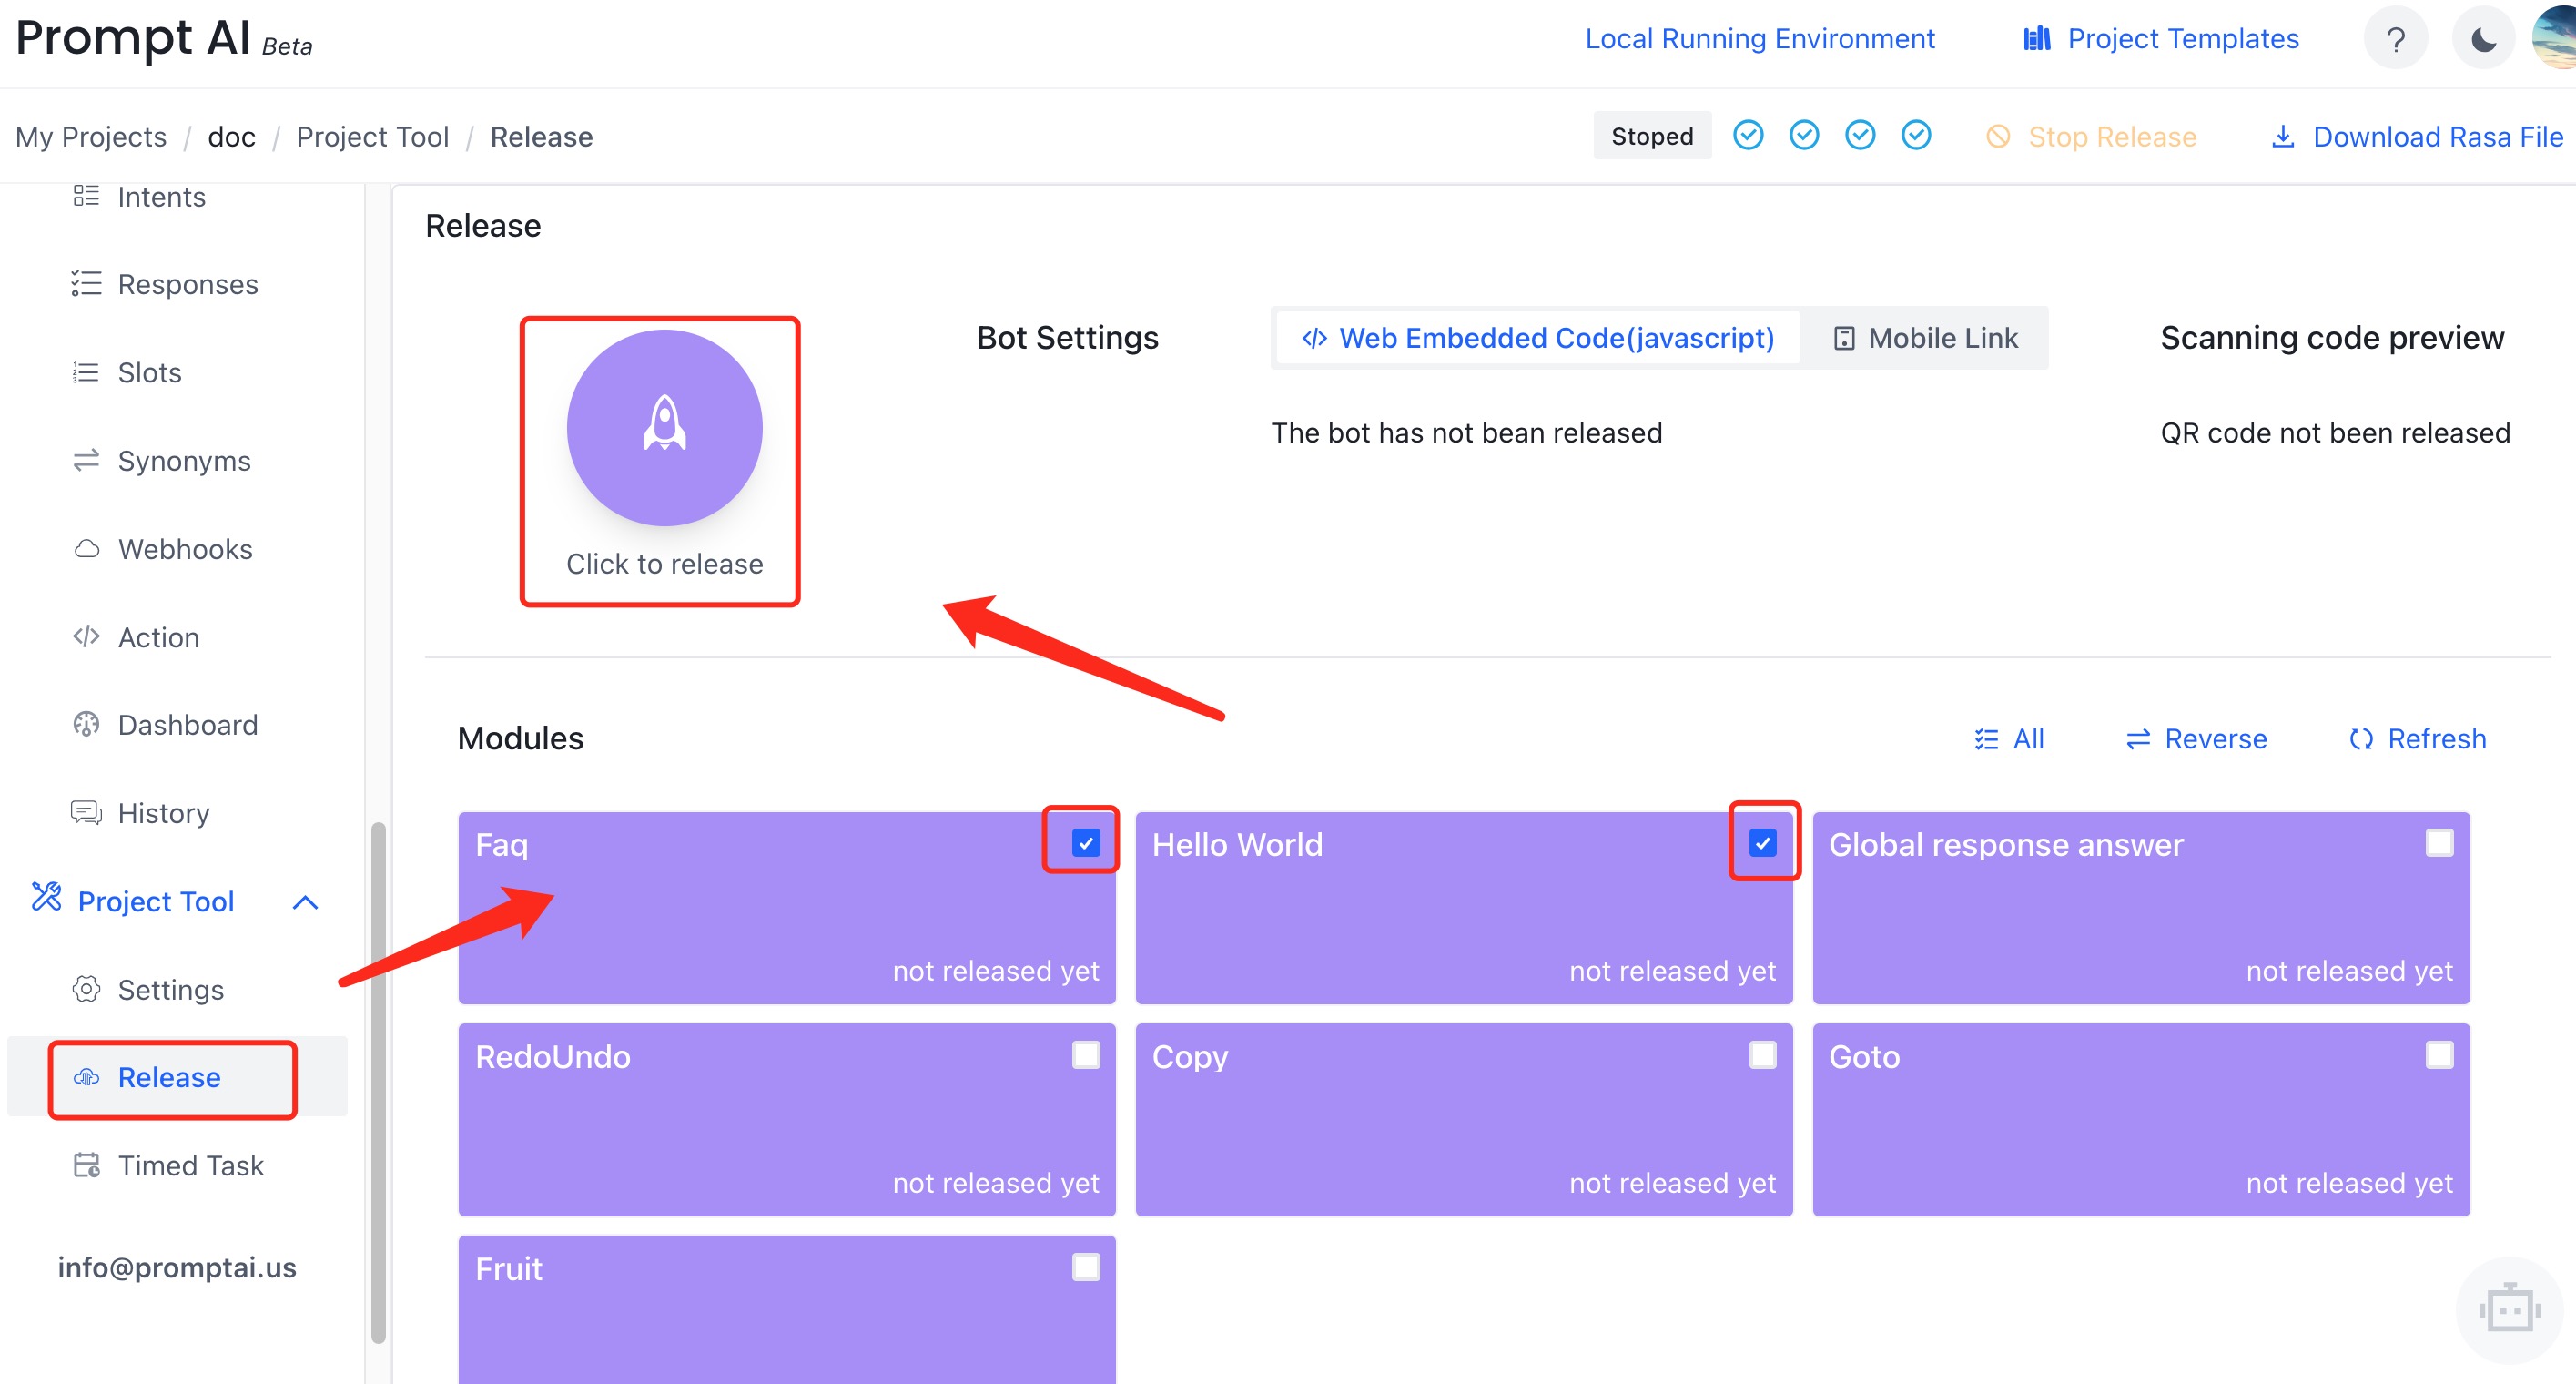 Prompt AI Beta
Local Running Environment
Project Templates
?
My Projects / doc / Project Tool / Release
Stoped
Stop Release
Download Rasa File
Intents
Responses
Slots
Synonyms
Webhooks
Action
Dashboard
History
Project Tool
Settings
Release
Timed Task
info@promptai.us
Release
Click to release
Bot Settings
</> Web Embedded Code(javascript)
Mobile Link
The bot has not bean released
Scanning code preview
QR code not been released
Modules
All
Reverse
Refresh
Faq
not released yet
Hello World
not released yet
Global response answer
not released yet
RedoUndo
not released yet
Copy
not released yet
Goto
not released yet
Fruit